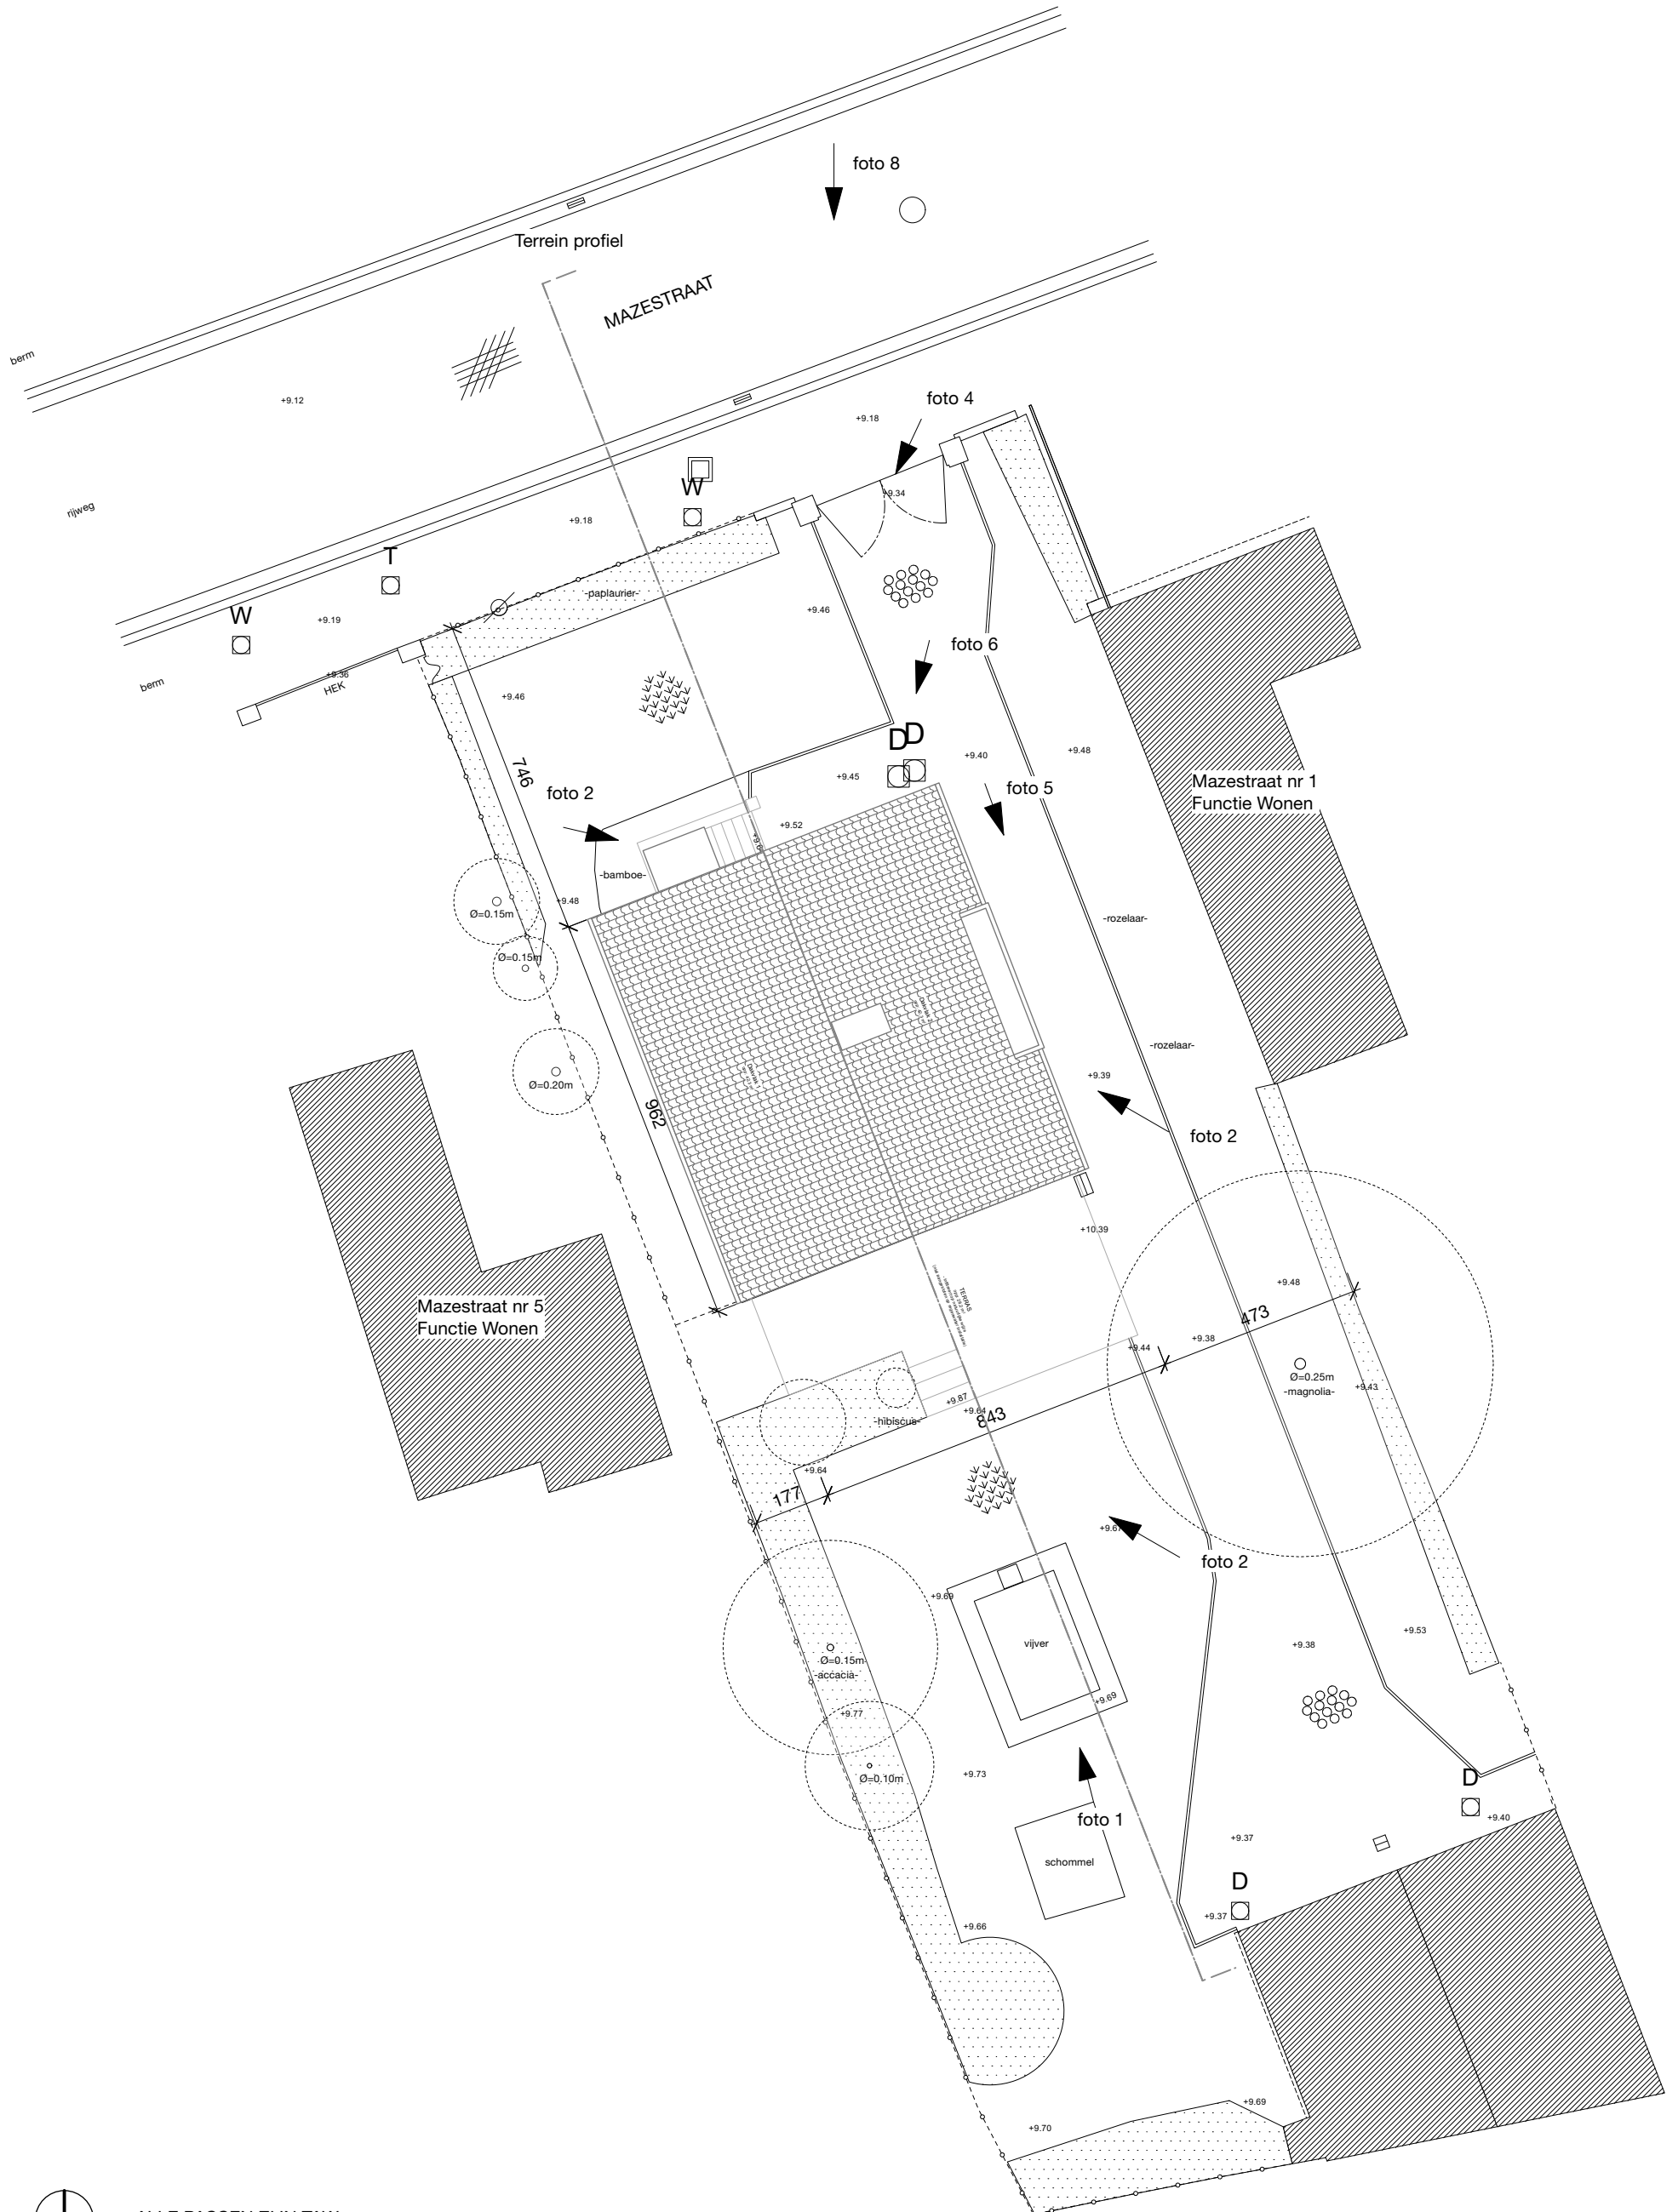 foto 8
Terrein profiel
MAZESTRAAT
berm
+9.12
foto 4
+9.18
W
+9.34
rijweg
+9.18
T
-paplaurier-
+9.46
W
+9.19
foto 6
+9.36
HEK
berm
+9.46
D
D
+9.40
+9.48
746
+9.45
Mazestraat nr 1
Functie Wonen
foto 2
foto 5
+9.52
-bamboe-
+9.48
Ø=0.15m
-rozelaar-
Ø=0.15m
-rozelaar-
Ø=0.20m
+9.39
962
foto 2
+10.39
+9.48
TERRAS
Mazestraat nr 5
Functie Wonen
473
+9.38
+9.44
Ø=0.25m
-magnolia-
+9.43
+9.87
+9.64
843
-hibiscus-
+9.64
177
+9.67
foto 2
+9.69
vijver
+9.38
+9.53
Ø=0.15m
-accacia-
+9.69
+9.77
+9.73
Ø=0.10m
D
foto 1
+9.40
+9.37
schommel
D
+9.37
+9.66
+9.69
+9.70